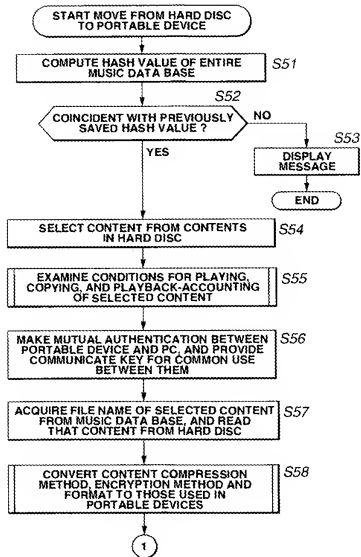 START MOVE FROM HARD DISC
TO PORTABLE DEVICE
COMPUTE HASH VALUE OF ENTIRE
MUSIC DATA BASE
S51
S52
COINCIDENT WITH PREVIOUSLY
SAVED HASH VALUE ?
NO
YES
S53
DISPLAY
MESSAGE
END
SELECT CONTENT FROM CONTENTS
IN HARD DISC
S54
EXAMINE CONDITIONS FOR PLAYING,
COPYING, AND PLAYBACK-ACCOUNTING
OF SELECTED CONTENT
S55
MAKE MUTUAL AUTHENTICATION BETWEEN
PORTABLE DEVICE AND PC, AND PROVIDE
COMMUNICATE KEY FOR COMMON USE
BETWEEN THEM
S56
ACQUIRE FILE NAME OF SELECTED CONTENT
FROM MUSIC DATA BASE, AND READ
THAT CONTENT FROM HARD DISC
S57
CONVERT CONTENT COMPRESSION
METHOD, ENCRYPTION METHOD AND
FORMAT TO THOSE USED IN
PORTABLE DEVICES
S58
1